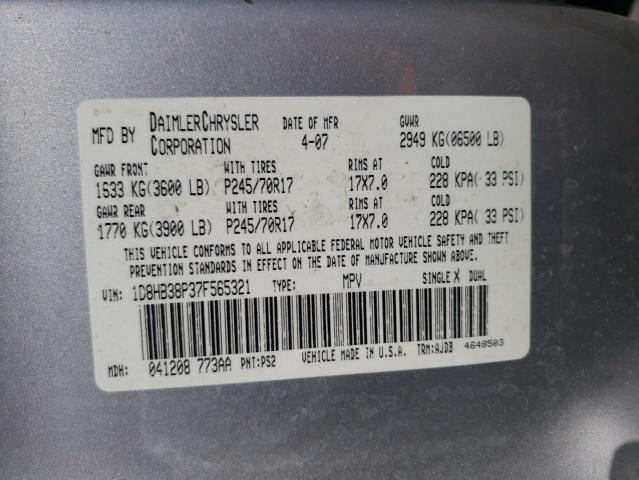 MFD BY DAIMLERCHRYSLER CORPORATION DATE OF MFR 4-07 GVWR 2949 KG(06500 LB)
GAWR FRONT WITH TIRES RIMS AT COLD
1633 KG(3600 LB) P245/70R17 17X7.0 228 KPA( 33 PSI)
GAWR REAR WITH TIRES RIMS AT COLD
1770 KG(3900 LB) P245/70R17 17X7.0 228 KPA( 33 PSI)
THIS VEHICLE CONFORMS TO ALL APPLICABLE FEDERAL MOTOR VEHICLE SAFETY AND THEFT
PREVENTION STANDARDS IN EFFECT ON THE DATE OF MANUFACTURE SHOWN ABOVE.
VIN: 1D8HB38P37F565321 TYPE: MPV SINGLE X DUAL
MDH: 041208 773AA PNT:PS2 VEHICLE MADE IN U.S.A. TRM:AJD3 4648503